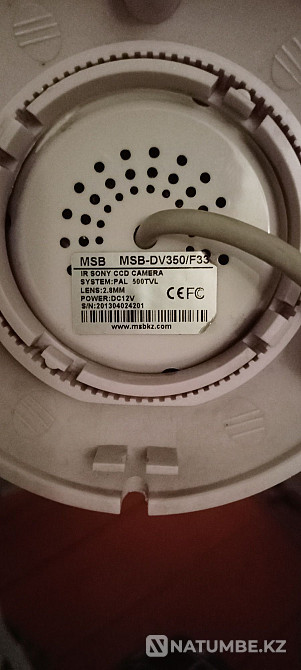 MSB MSB-DV350/F33
IR SONY CCD CAMERA
SYSTEM:PAL 500TVL
LENS:2.8MM
POWER:DC12V
CE FC
S/N:201304024201
www.msbkz.com
NATUMBE.KZ